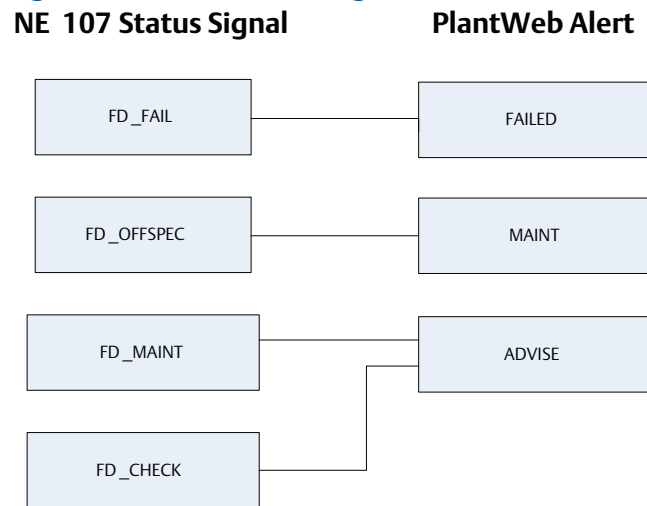 NE 107 Status Signal PlantWeb Alert
FD_FAIL FAILED
FD_OFFSPEC MAINT
FD_MAINT ADVISE
FD_CHECK